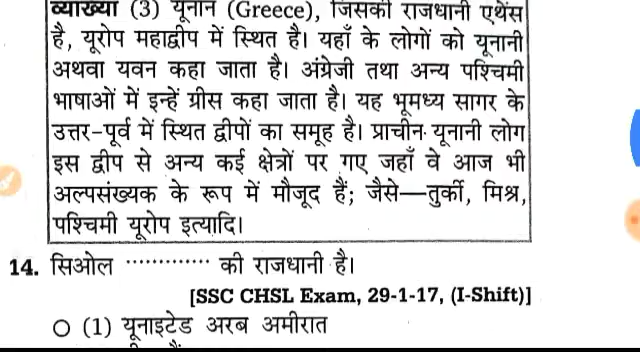 व्याख्या (3) यूनान (Greece), जिसकी राजधानी एथेंस
है, यूरोप महाद्वीप में स्थित है। यहाँ के लोगों को यूनानी
अथवा यवन कहा जाता है। अंग्रेजी तथा अन्य पश्चिमी
भाषाओं में इन्हें ग्रीस कहा जाता है। यह भूमध्य सागर के
उत्तर-पूर्व में स्थित द्वीपों का समूह है। प्राचीन यूनानी लोग
इस द्वीप से अन्य कई क्षेत्रों पर गए जहाँ वे आज भी
अल्पसंख्यक के रूप में मौजूद हैं; जैसे—तुर्की, मिश्र,
पश्चिमी यूरोप इत्यादि।
14. सिओल ............. की राजधानी है।
[SSC CHSL Exam, 29-1-17, (I-Shift)]
(1) यूनाइटेड अरब अमीरात